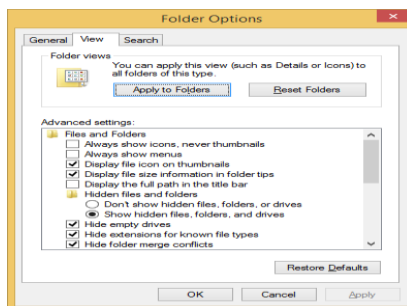 Folder Options
General View Search
Folder views
You can apply this view (such as Details or Icons) to
all folders of this type.
Apply to Folders Reset Folders
Advanced settings:
Files and Folders
Always show icons, never thumbnails
Always show menus
Display file icon on thumbnails
Display file size information in folder tips
Display the full path in the title bar
Hidden files and folders
Don't show hidden files, folders, or drives
Show hidden files, folders, and drives
Hide empty drives
Hide extensions for known file types
Hide folder merge conflicts
Restore Defaults
OK Cancel Apply